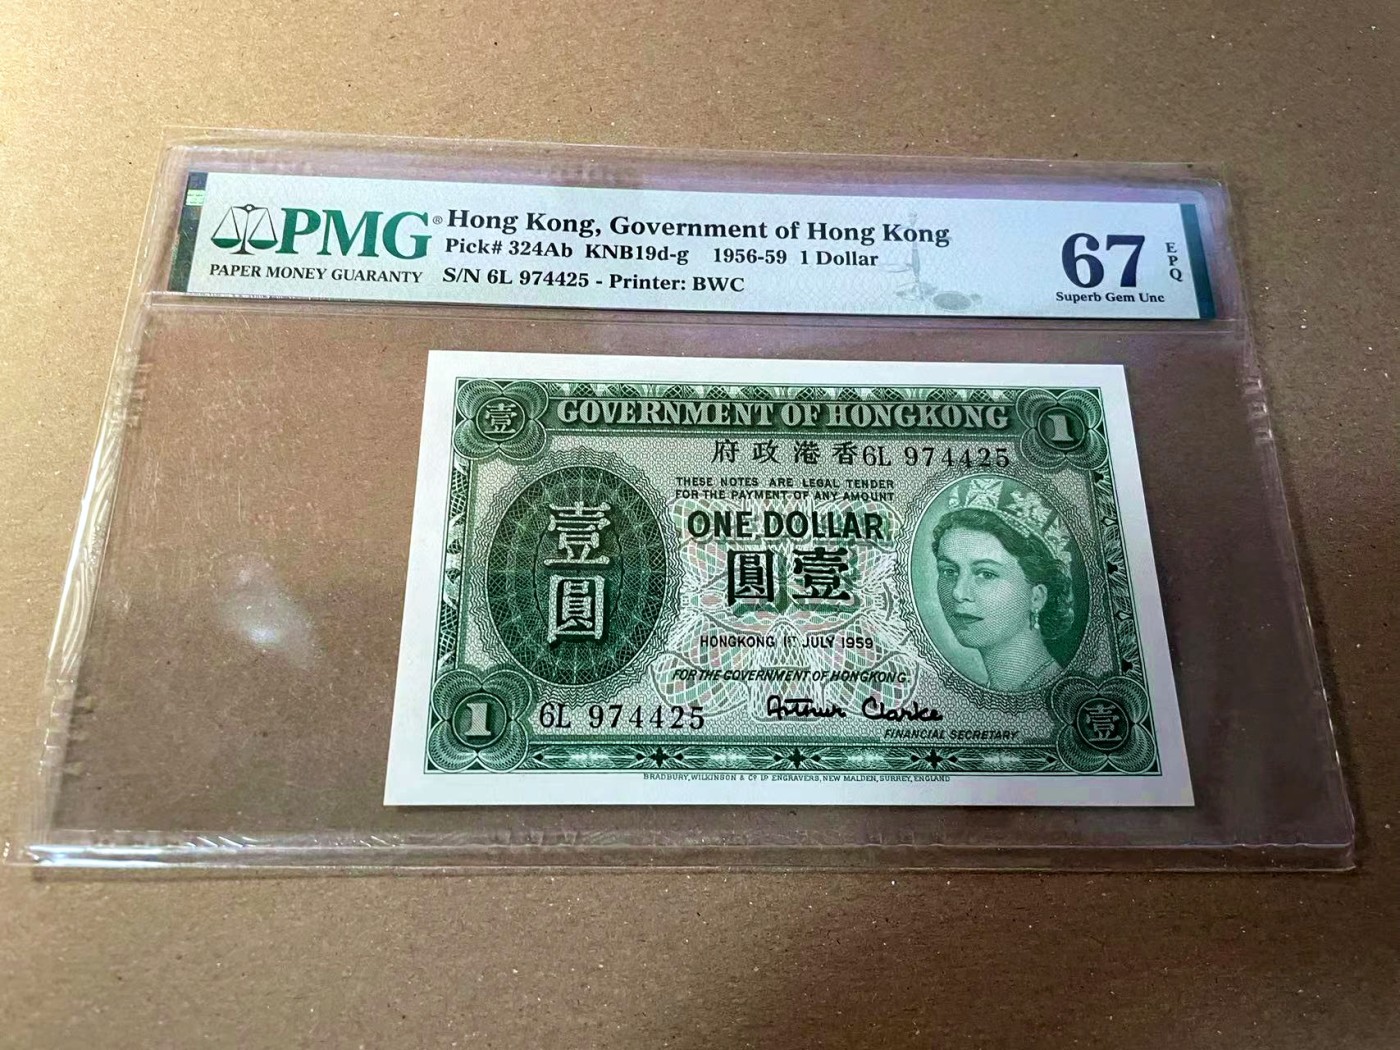 PMG®
PAPER MONEY GUARANTY
Hong Kong, Government of Hong Kong
Pick# 324Ab KNB19d-g 1956-59 1 Dollar
S/N 6L 974425 - Printer: BWC
67
EPQ
Superb Gem Unc
壹
GOVERNMENT OF HONGKONG
1
府政港香 6L 974425
THESE NOTES ARE LEGAL TENDER
FOR THE PAYMENT OF ANY AMOUNT
ONE DOLLAR
圓壹
壹
圓
HONGKONG 1ST JULY 1959
FOR THE GOVERNMENT OF HONGKONG.
1
6L 974425
Arthur Clarke
FINANCIAL SECRETARY
壹
BRADBURY, WILKINSON & Co LD ENGRAVERS, NEW MALDEN, SURREY, ENGLAND